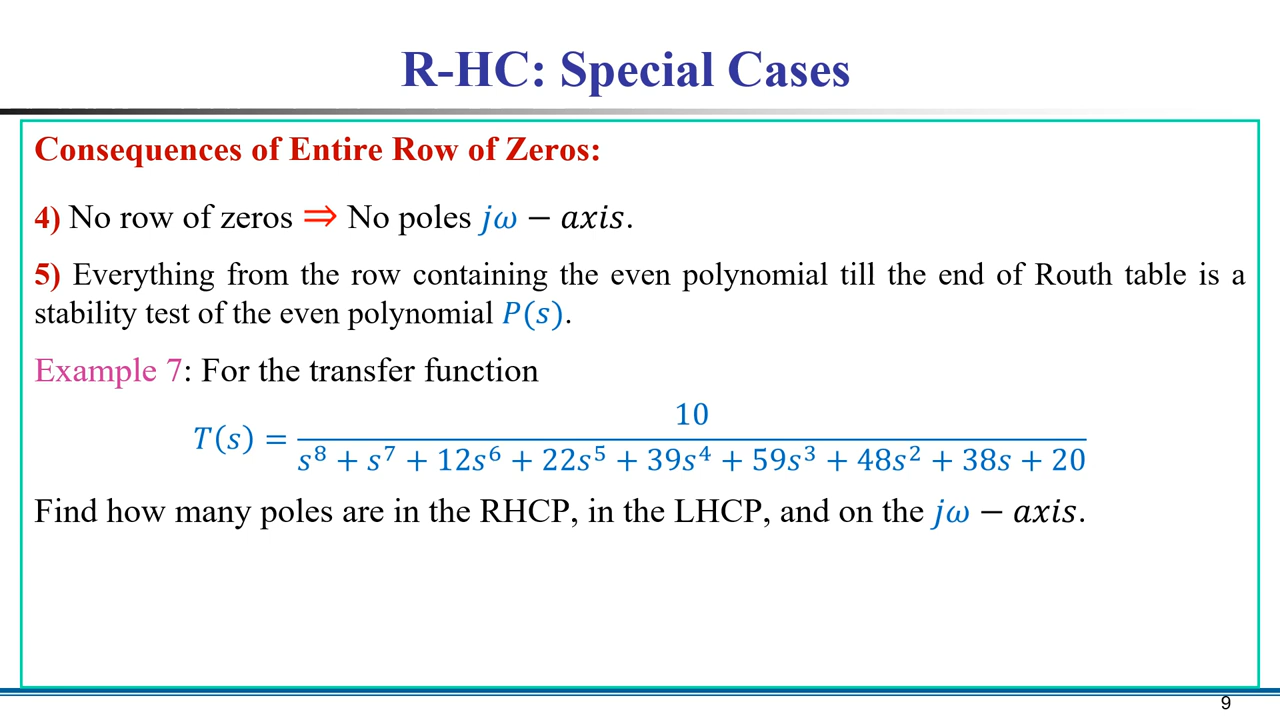 R-HC: Special Cases
Consequences of Entire Row of Zeros:
4) No row of zeros ⇒ No poles 𝑗𝜔 − 𝑎𝑥𝑖𝑠.
5) Everything from the row containing the even polynomial till the end of Routh table is a
stability test of the even polynomial 𝑃(𝑠).
Example 7: For the transfer function
𝑇(𝑠) = 10 / (𝑠⁸ + 𝑠⁷ + 12𝑠⁶ + 22𝑠⁵ + 39𝑠⁴ + 59𝑠³ + 48𝑠² + 38𝑠 + 20)
Find how many poles are in the RHCP, in the LHCP, and on the 𝑗𝜔 − 𝑎𝑥𝑖𝑠.
9